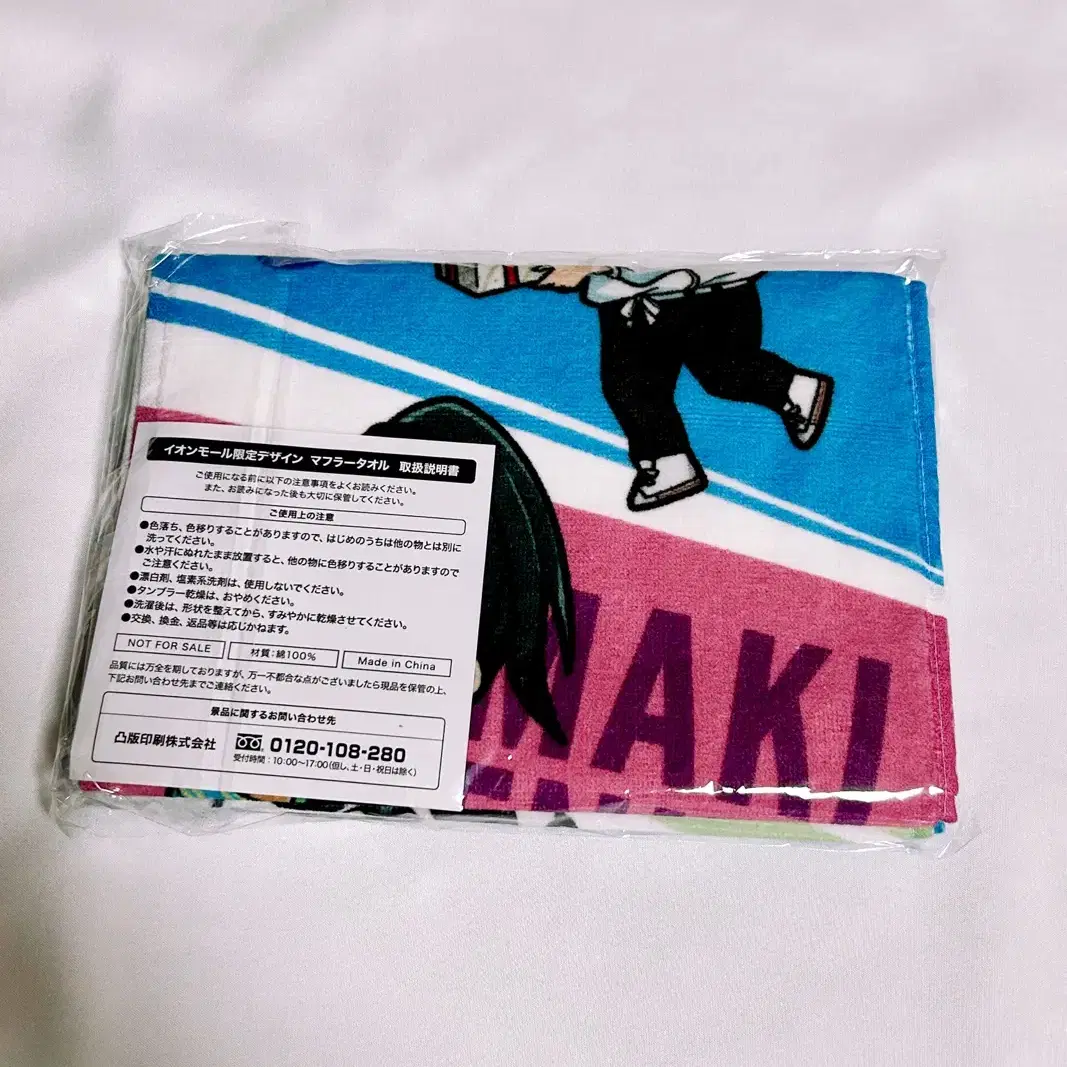 イオンモール限定デザイン マフラータオル 取扱説明書
ご使用になる前に以下の注意事項をよくお読みください。
また、お読みになった後も大切に保管してください。
ご使用上の注意
●色落ち、色移りすることがありますので、はじめのうちは他の物とは別に
洗ってください。
●水や汗にぬれたまま放置すると、他の物に色移りすることがありますので
ご注意ください。
●漂白剤、塩素系洗剤は、使用しないでください。
●タンブラー乾燥は、おやめください。
●洗濯後は、形状を整えてから、すみやかに乾燥させてください。
●交換、換金、返品等は応じかねます。
NOT FOR SALE 材質:綿100% Made in China
品質には万全を期しておりますが、万一不都合な点がございましたら現品を保管の上、
下記お問い合わせ先までご連絡ください。
景品に関するお問い合わせ先
凸版印刷株式会社 0120-108-280
受付時間:10:00〜17:00(但し、土・日・祝日は除く)
MAKI